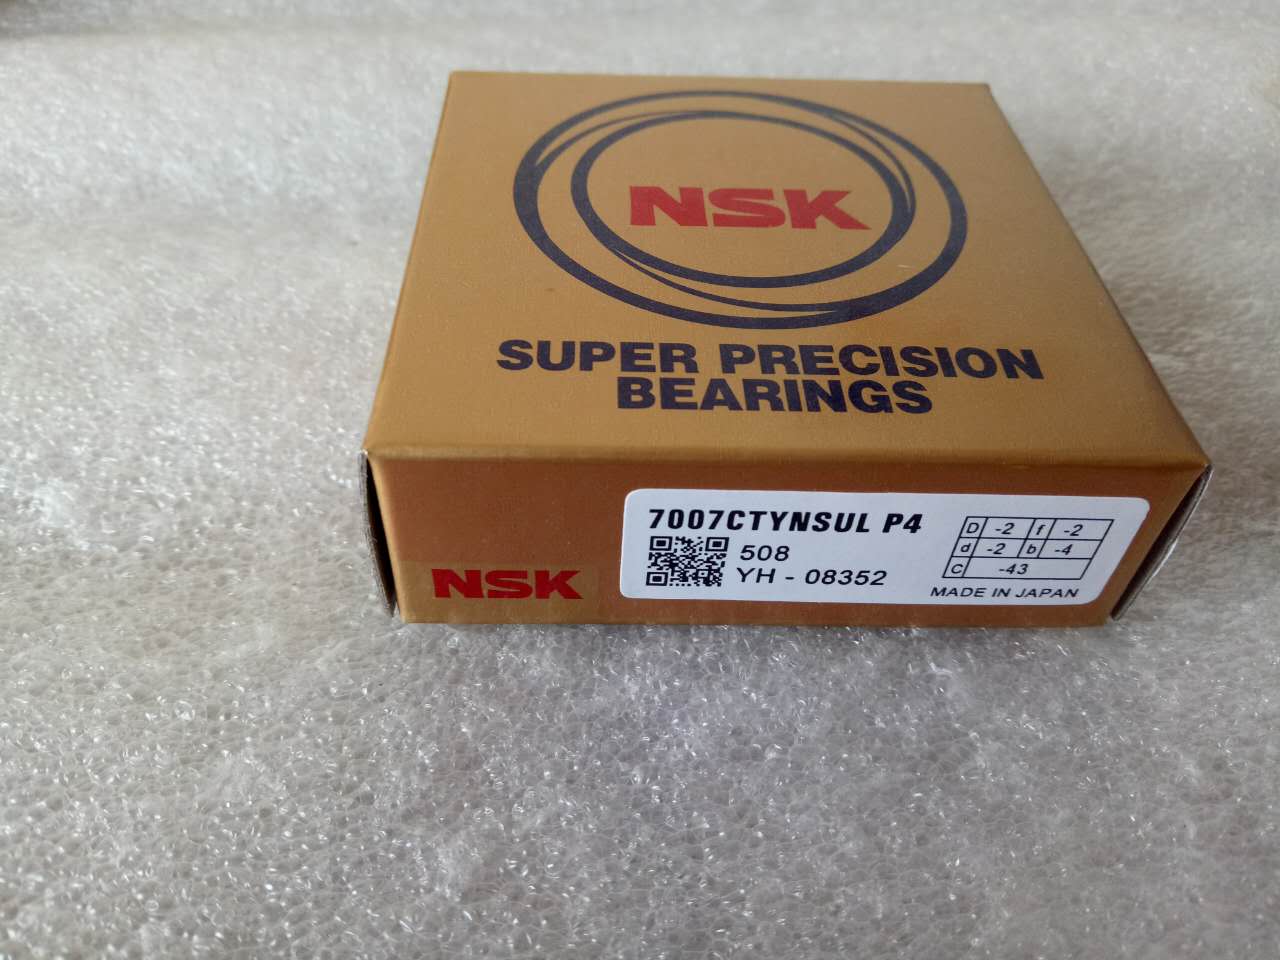 NSK
SUPER PRECISION
BEARINGS
NSK
7007CTYNSUL P4
508
YH - 08352
D -2 f -2
d -2 b -4
C -43
MADE IN JAPAN